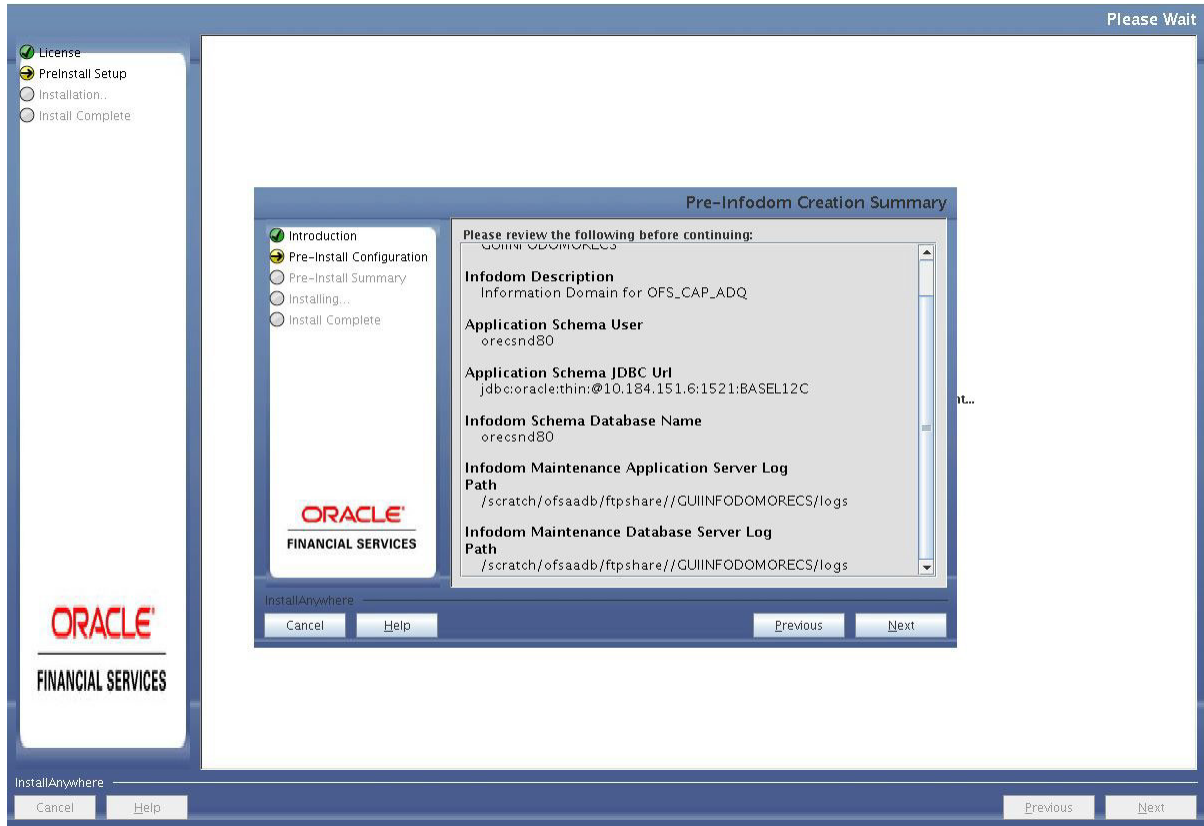 Please Wait
License
PreInstall Setup
Installation..
Install Complete
Pre-Infodom Creation Summary
Introduction
Pre-Install Configuration
Pre-Install Summary
Installing...
Install Complete
Please review the following before continuing:
GUIINFODOMORECS
Infodom Description
Information Domain for OFS_CAP_ADQ
Application Schema User
orecsnd80
Application Schema JDBC Url
jdbc:oracle:thin:@10.184.151.6:1521:BASEL12C
Infodom Schema Database Name
orecsnd80
Infodom Maintenance Application Server Log
Path
/scratch/ofsaadb/ftpshare//GUIINFODOMORECS/logs
Infodom Maintenance Database Server Log
Path
/scratch/ofsaadb/ftpshare//GUIINFODOMORECS/logs
ORACLE'
FINANCIAL SERVICES
InstallAnywhere
Cancel Help Previous Next
ORACLE'
FINANCIAL SERVICES
InstallAnywhere
Cancel Help Previous Next